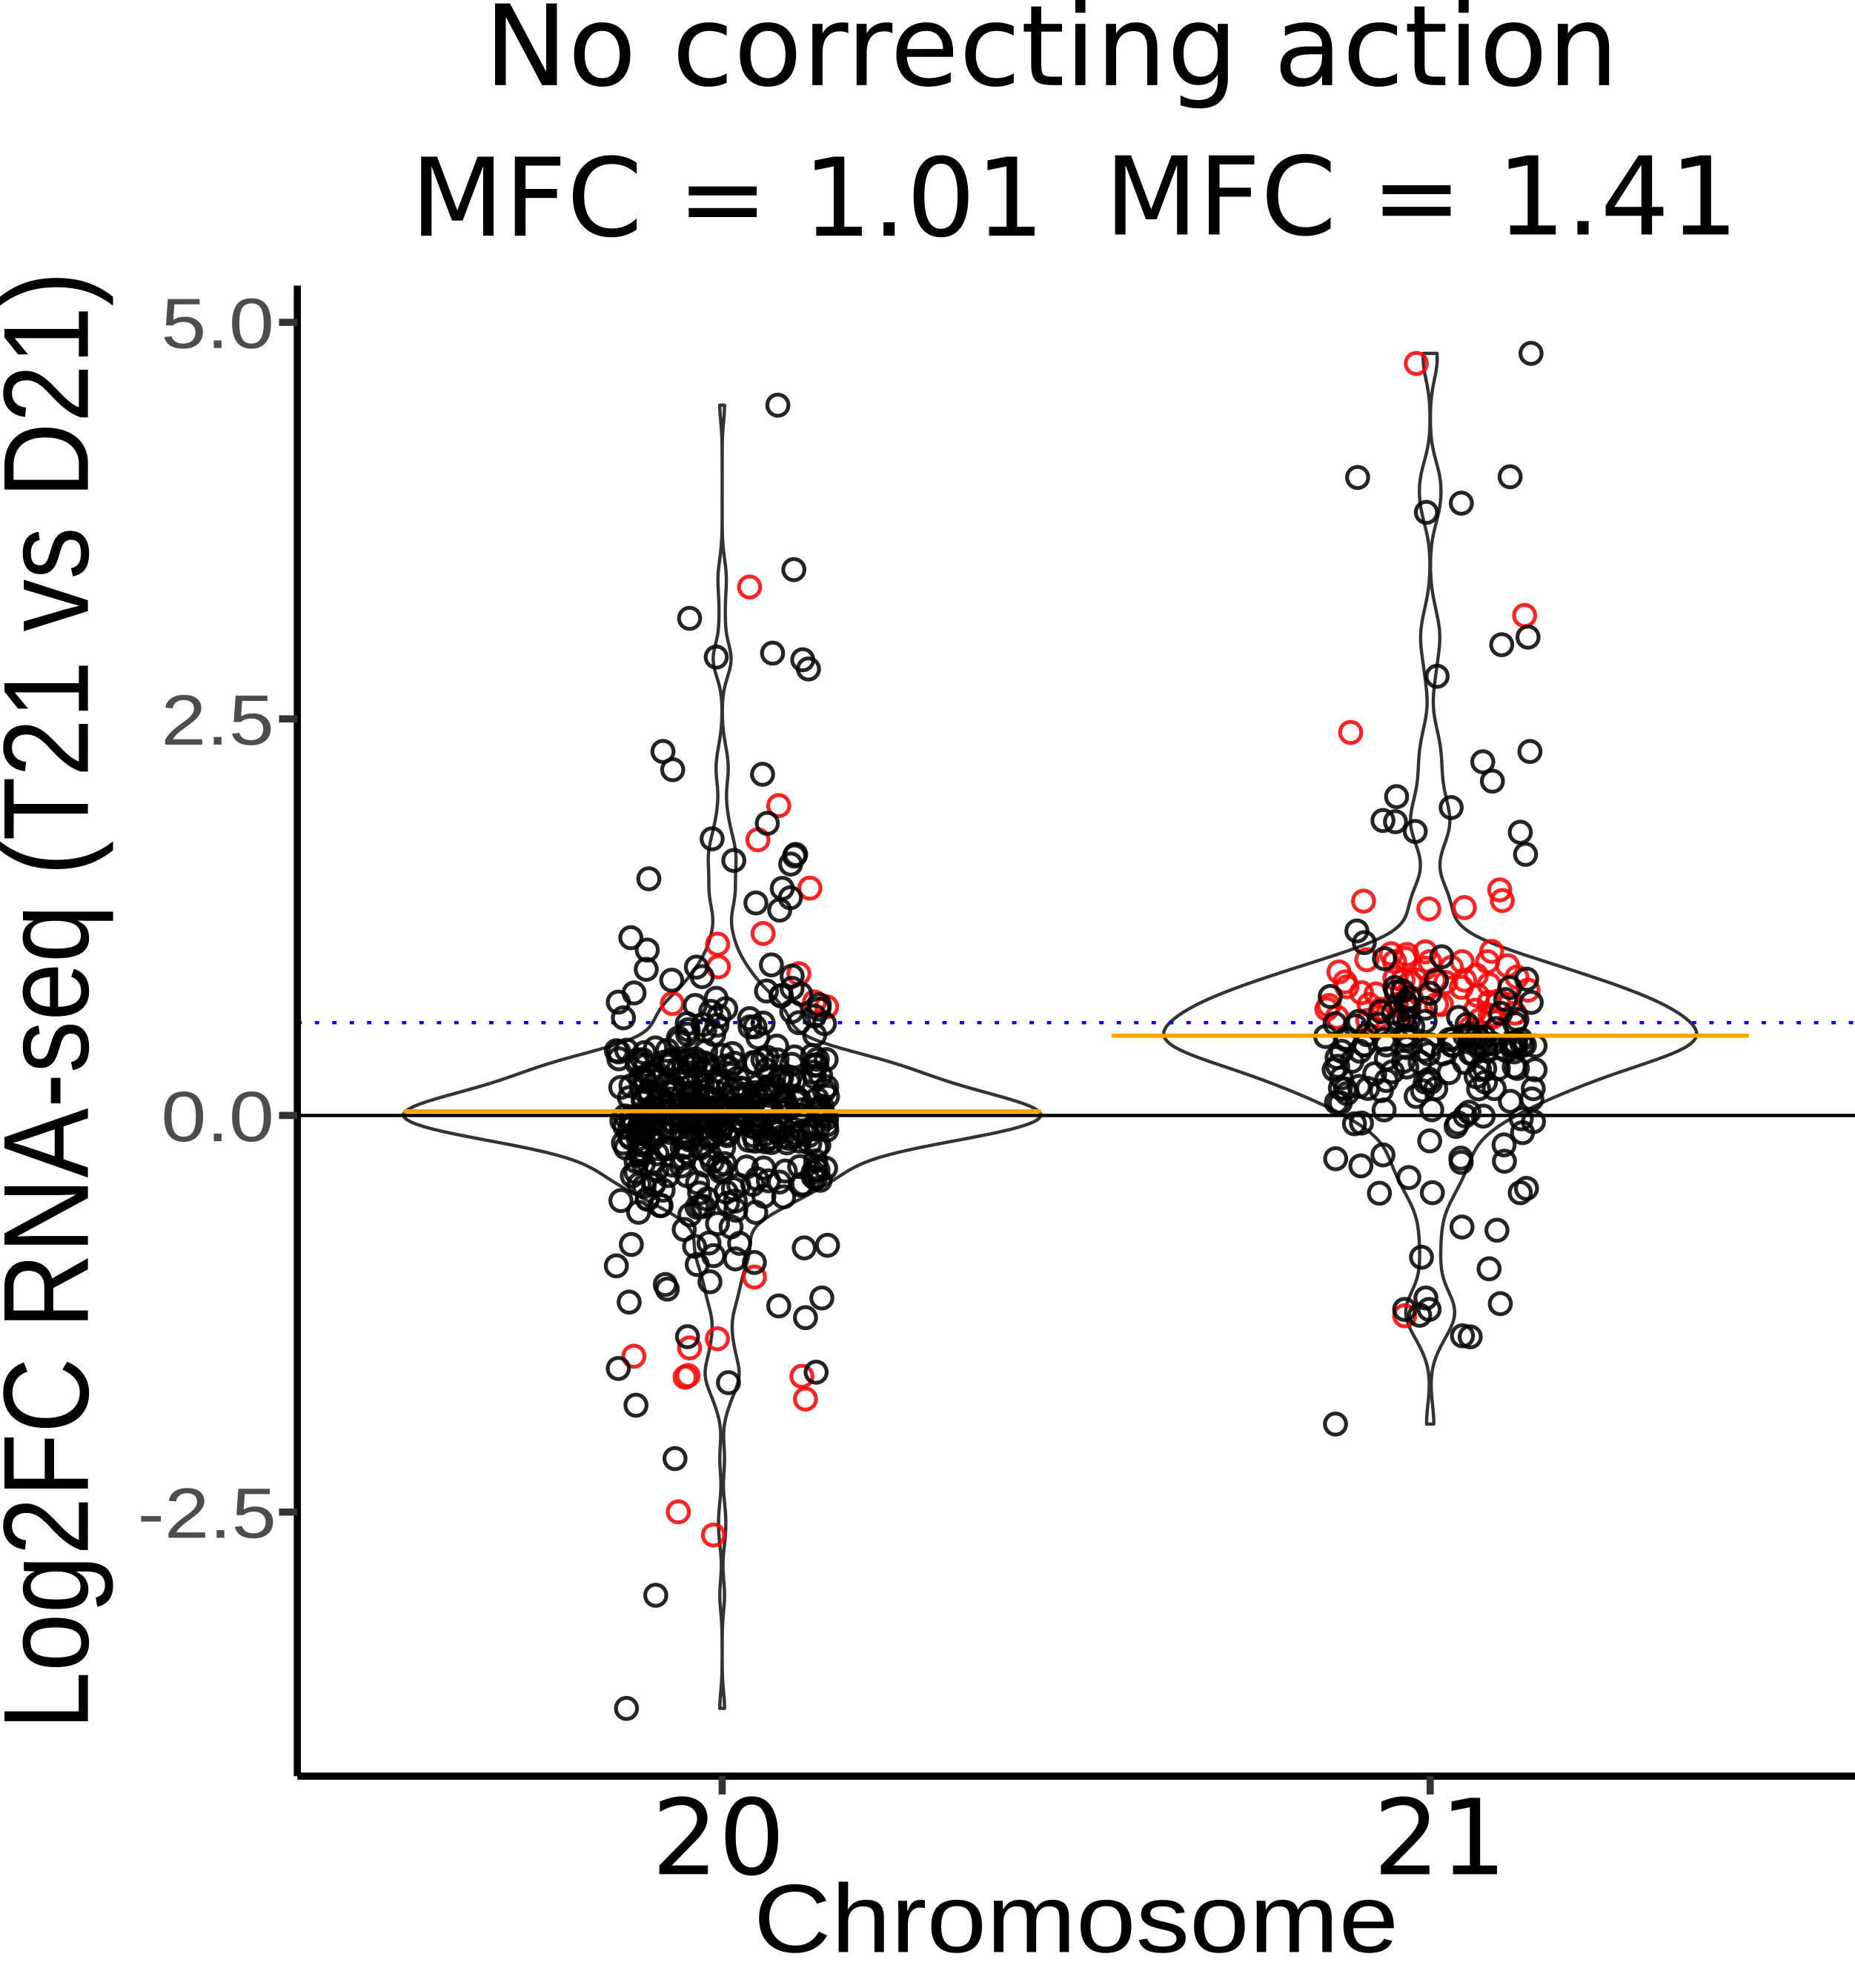 No correcting action
MFC = 1.01 MFC = 1.41
Log2FC RNA-seq (T21 vs D21)
5.0
2.5
0.0
-2.5
20 21
Chromosome